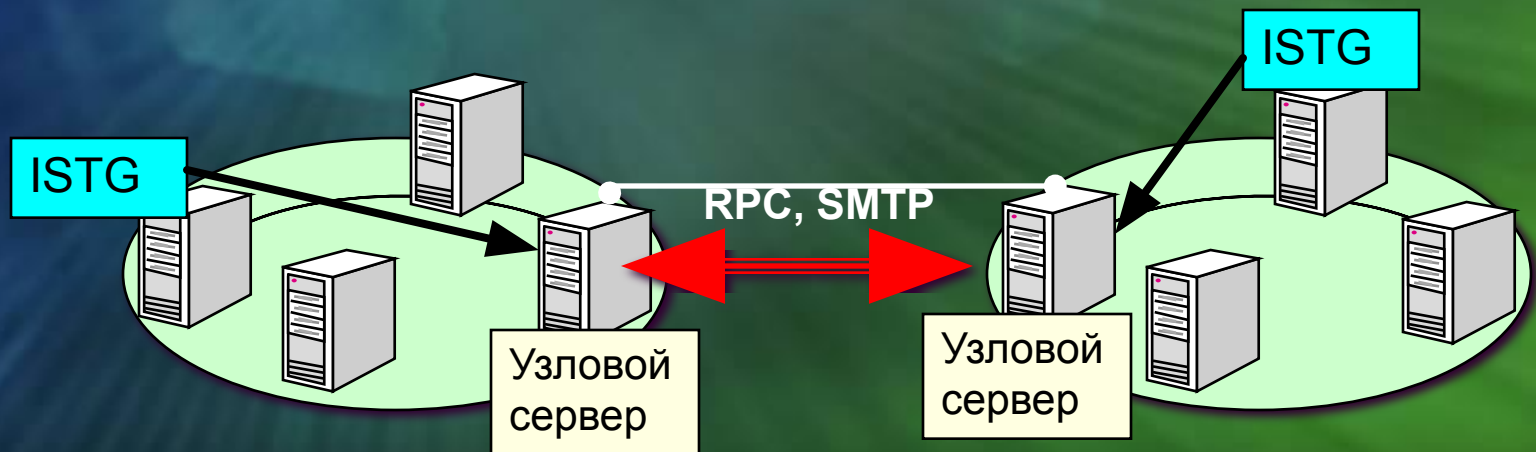 ISTG
ISTG
RPC, SMTP
Узловой
сервер
Узловой
сервер